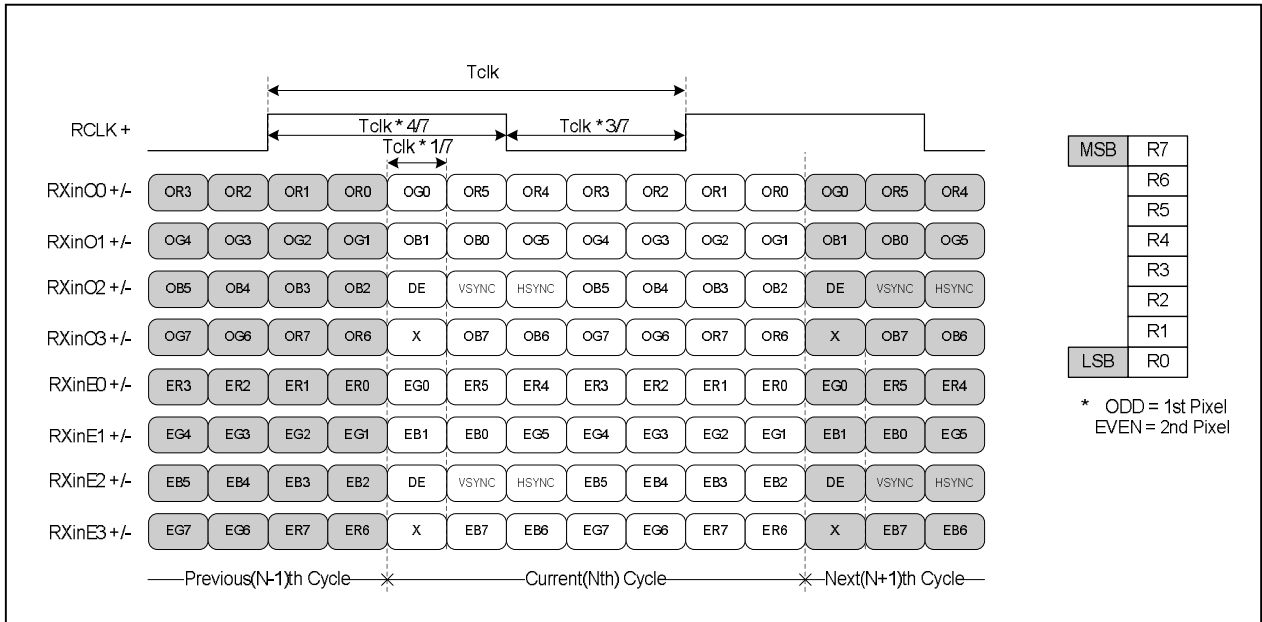 Tclk
RCLK +
Tclk * 4/7
Tclk * 3/7
Tclk * 1/7
RXinO0 +/- OR3 OR2 OR1 OR0 OG0 OR5 OR4 OR3 OR2 OR1 OR0 OG0 OR5 OR4
RXinO1 +/- OG4 OG3 OG2 OG1 OB1 OB0 OG5 OG4 OG3 OG2 OG1 OB1 OB0 OG5
RXinO2 +/- OB5 OB4 OB3 OB2 DE VSYNC HSYNC OB5 OB4 OB3 OB2 DE VSYNC HSYNC
RXinO3 +/- OG7 OG6 OR7 OR6 X OB7 OB6 OG7 OG6 OR7 OR6 X OB7 OB6
RXinE0 +/- ER3 ER2 ER1 ER0 EG0 ER5 ER4 ER3 ER2 ER1 ER0 EG0 ER5 ER4
RXinE1 +/- EG4 EG3 EG2 EG1 EB1 EB0 EG5 EG4 EG3 EG2 EG1 EB1 EB0 EG5
RXinE2 +/- EB5 EB4 EB3 EB2 DE VSYNC HSYNC EB5 EB4 EB3 EB2 DE VSYNC HSYNC
RXinE3 +/- EG7 EG6 ER7 ER6 X EB7 EB6 EG7 EG6 ER7 ER6 X EB7 EB6
Previous(N-1)th Cycle Current(Nth) Cycle Next(N+1)th Cycle
MSB R7
R6
R5
R4
R3
R2
R1
LSB R0
* ODD = 1st Pixel
EVEN = 2nd Pixel